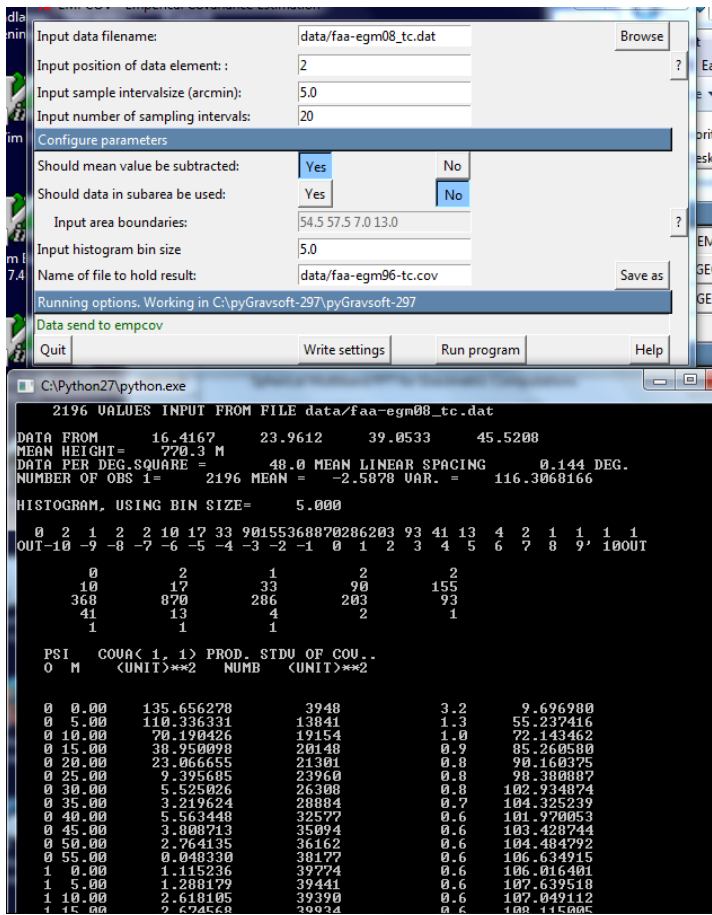 Input data filename: data/faa-egm08_tc.dat Browse
Input position of data element: : 2 ?
Input sample intervalsize (arcmin): 5.0
Input number of sampling intervals: 20
Configure parameters
Should mean value be subtracted: Yes No
Should data in subarea be used: Yes No
Input area boundaries: 54.5 57.5 7.0 13.0 ?
Input histogram bin size 5.0
Name of file to hold result: data/faa-egm96-tc.cov Save as
Running options. Working in C:\pyGravsoft-297\pyGravsoft-297
Data send to empcov
Quit Write settings Run program Help
C:\Python27\python.exe
2196 VALUES INPUT FROM FILE data/faa-egm08_tc.dat
DATA FROM 16.4167 23.9612 39.0533 45.5208
MEAN HEIGHT= 770.3 M
DATA PER DEG.SQUARE = 48.0 MEAN LINEAR SPACING 0.144 DEG.
NUMBER OF OBS 1= 2196 MEAN = -2.5878 VAR. = 116.3068166
HISTOGRAM, USING BIN SIZE= 5.000
0 2 1 2 2 10 17 33 90155368870286203 93 41 13 4 2 1 1 1 1
OUT-10 -9 -8 -7 -6 -5 -4 -3 -2 -1 0 1 2 3 4 5 6 7 8 9' 10OUT
0 2 1 2 2
10 17 33 90 155
368 870 286 203 93
41 13 4 2 1
1 1 1
PSI COVA( 1, 1) PROD. STDV OF COV..
O M (UNIT)**2 NUMB (UNIT)**2
0 0.00 135.656278 3948 3.2 9.696980
0 5.00 110.336331 13841 1.3 55.237416
0 10.00 70.190426 19154 1.0 72.143462
0 15.00 38.950098 20148 0.9 85.260580
0 20.00 23.066655 21301 0.8 90.160375
0 25.00 9.395685 23960 0.8 98.380887
0 30.00 5.525026 26308 0.8 102.934874
0 35.00 3.219624 28884 0.7 104.325239
0 40.00 5.563448 32577 0.6 101.970053
0 45.00 3.808713 35094 0.6 103.428744
0 50.00 2.764135 36162 0.6 104.484792
0 55.00 0.048330 38177 0.6 106.634915
1 0.00 1.115236 39774 0.6 106.016401
1 5.00 1.288179 39441 0.6 107.639518
1 10.00 2.618105 39390 0.6 107.049112
1 15.00 2.674568 39934 0.6 108.115005